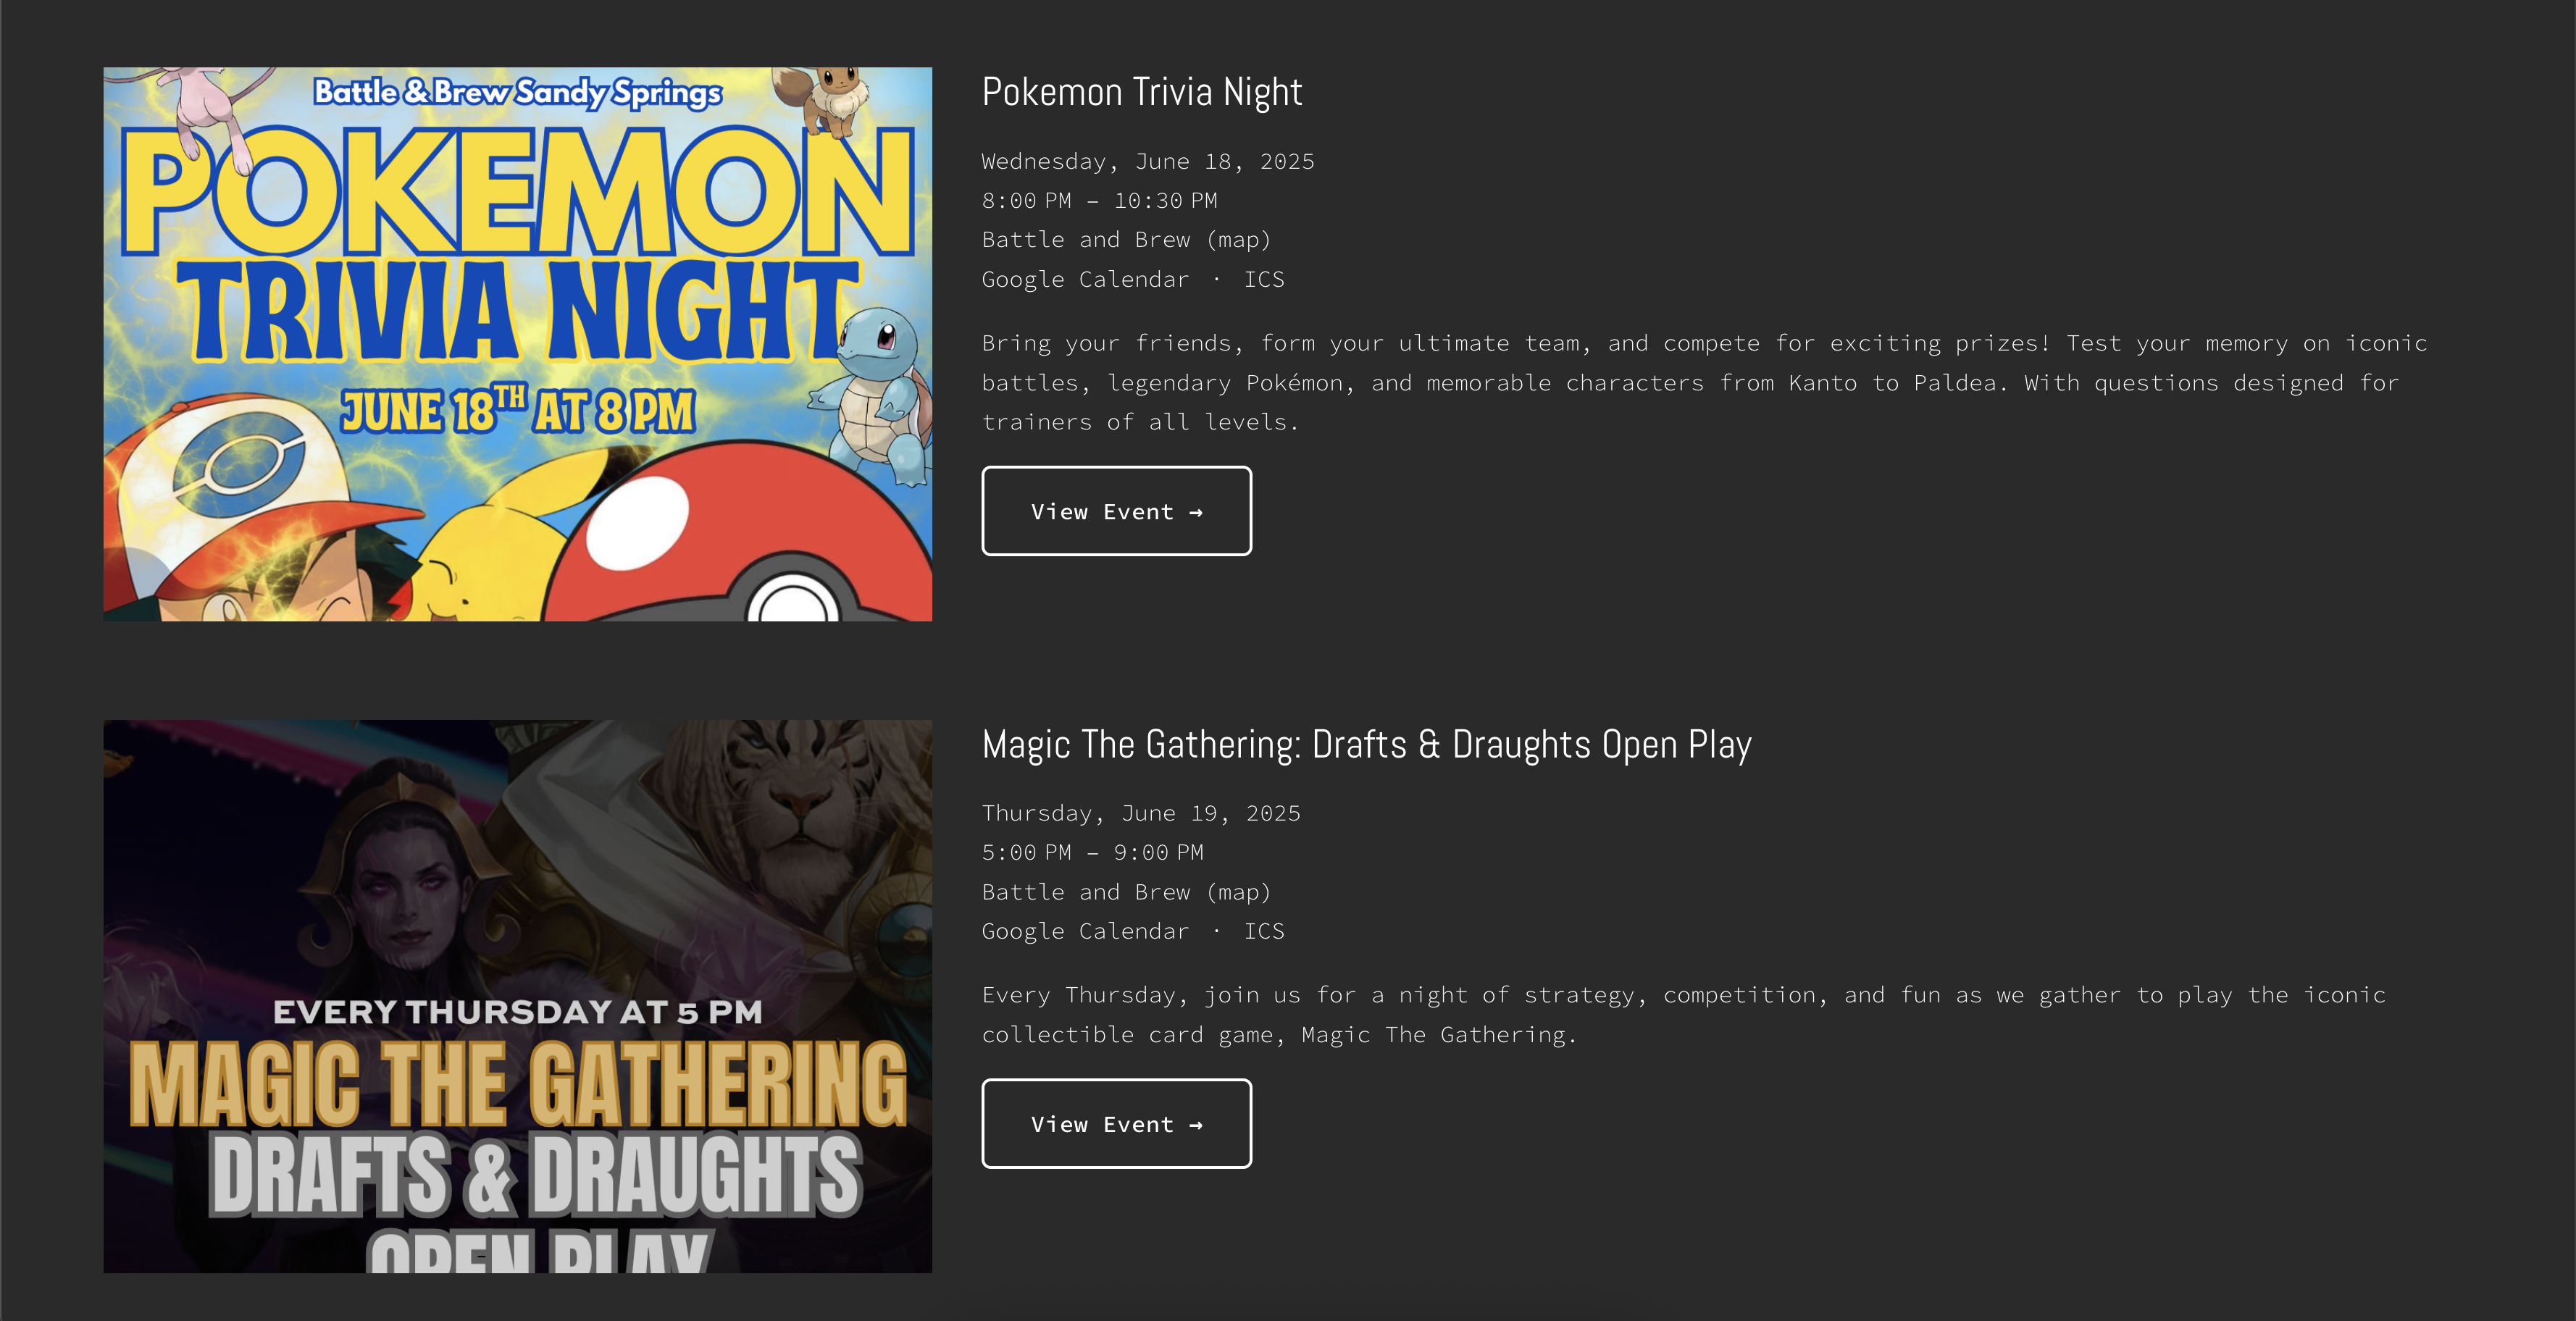 Battle & Brew Sandy Springs
POKEMON
TRIVIA NIGHT
JUNE 18TH AT 8 PM
Pokemon Trivia Night
Wednesday, June 18, 2025
8:00 PM – 10:30 PM
Battle and Brew (map)
Google Calendar · ICS
Bring your friends, form your ultimate team, and compete for exciting prizes! Test your memory on iconic
battles, legendary Pokémon, and memorable characters from Kanto to Paldea. With questions designed for
trainers of all levels.
View Event →
EVERY THURSDAY AT 5 PM
MAGIC THE GATHERING
DRAFTS & DRAUGHTS
OPEN PLAY
Magic The Gathering: Drafts & Draughts Open Play
Thursday, June 19, 2025
5:00 PM – 9:00 PM
Battle and Brew (map)
Google Calendar · ICS
Every Thursday, join us for a night of strategy, competition, and fun as we gather to play the iconic
collectible card game, Magic The Gathering.
View Event →